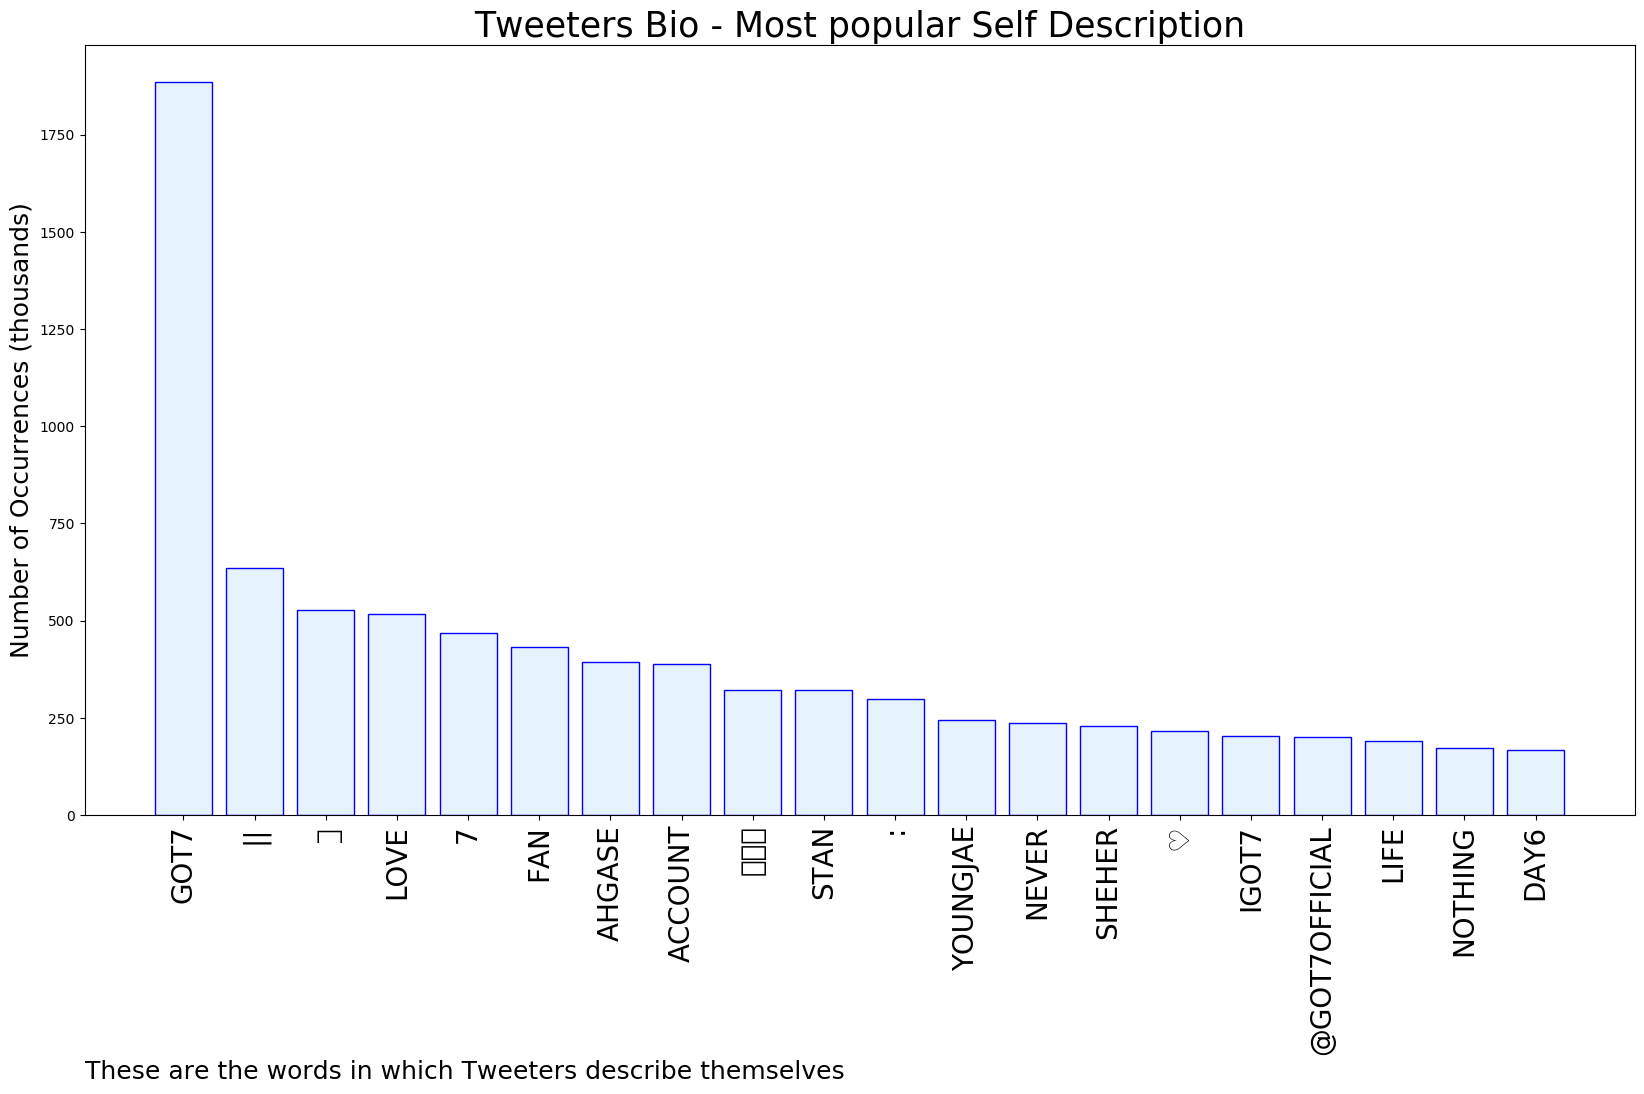 Tweeters Bio - Most popular Self Description
Number of Occurrences (thousands)
1750
1500
1250
1000
750
500
250
0
GOT7
||
LOVE
7
FAN
AHGASE
ACCOUNT
STAN
:
YOUNGJAE
NEVER
SHEHER
♡
IGOT7
@GOT7OFFICIAL
LIFE
NOTHING
DAY6
These are the words in which Tweeters describe themselves